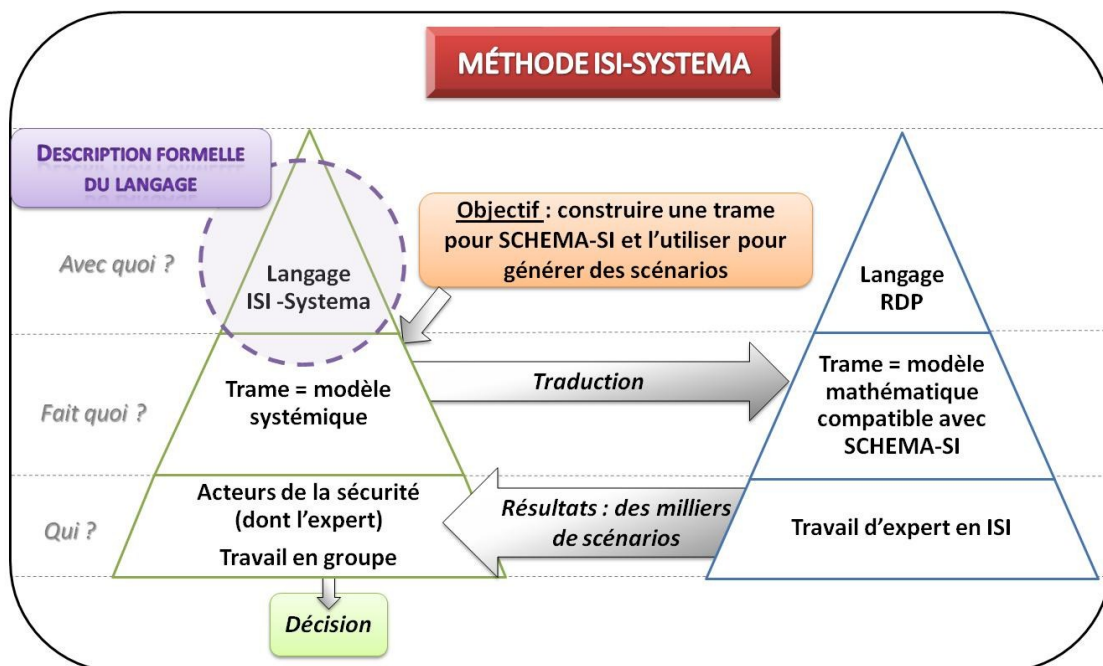 MÉTHODE ISI-SYSTEMA
DESCRIPTION FORMELLE
DU LANGAGE
Avec quoi ?
Langage
ISI -Systema
Objectif : construire une trame
pour SCHEMA-SI et l'utiliser pour
générer des scénarios
Langage
RDP
Fait quoi ?
Trame = modèle
systémique
Traduction
Trame = modèle
mathématique
compatible avec
SCHEMA-SI
Qui ?
Acteurs de la sécurité
(dont l'expert)
Travail en groupe
Résultats : des milliers
de scénarios
Travail d'expert en ISI
Décision